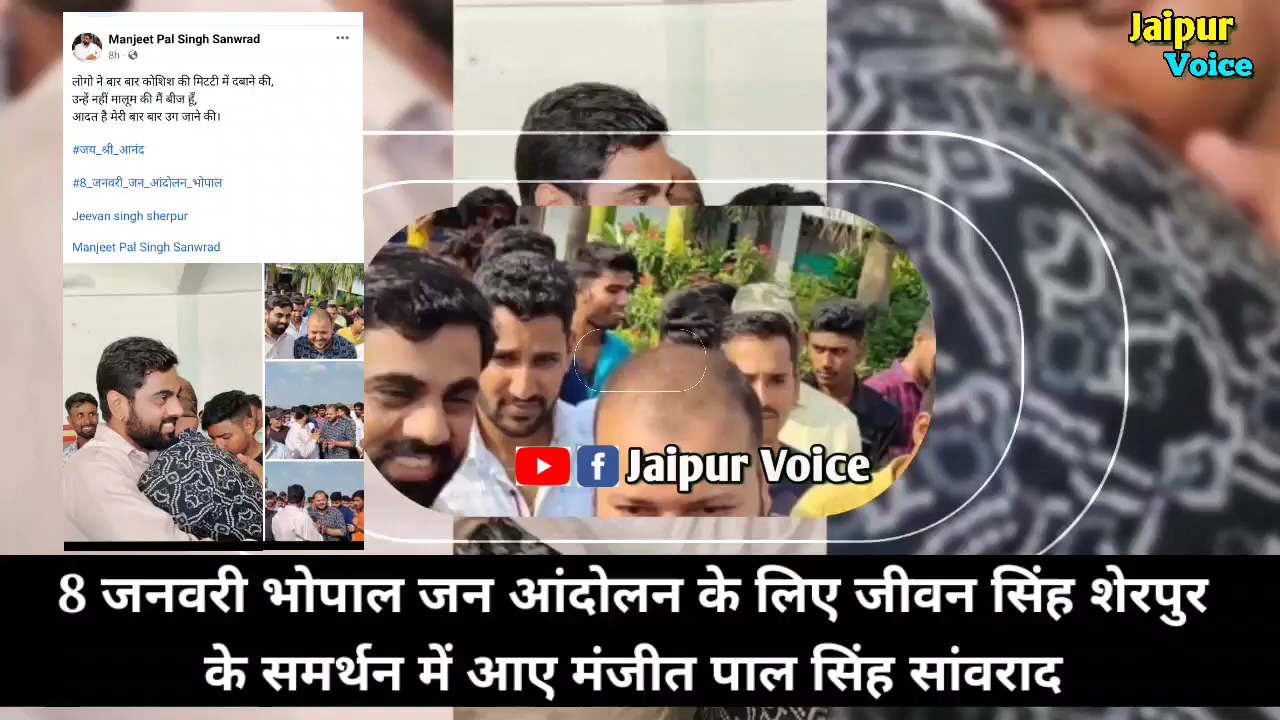 Manjeet Pal Singh Sanwrad
8h
लोगो ने बार बार कोशिश की मिटटी में दबाने की,
उन्हें नहीं मालूम की मैं बीज हूँ,
आदत है मेरी बार बार उग जाने की।
#जय_श्री_आनंद
#8_जनवरी_जन_आंदोलन_भोपाल
Jeevan singh sherpur
Manjeet Pal Singh Sanwrad
Jaipur
Voice
Jaipur Voice
8 जनवरी भोपाल जन आंदोलन के लिए जीवन सिंह शेरपुर
के समर्थन में आए मंजीत पाल सिंह सांवराद